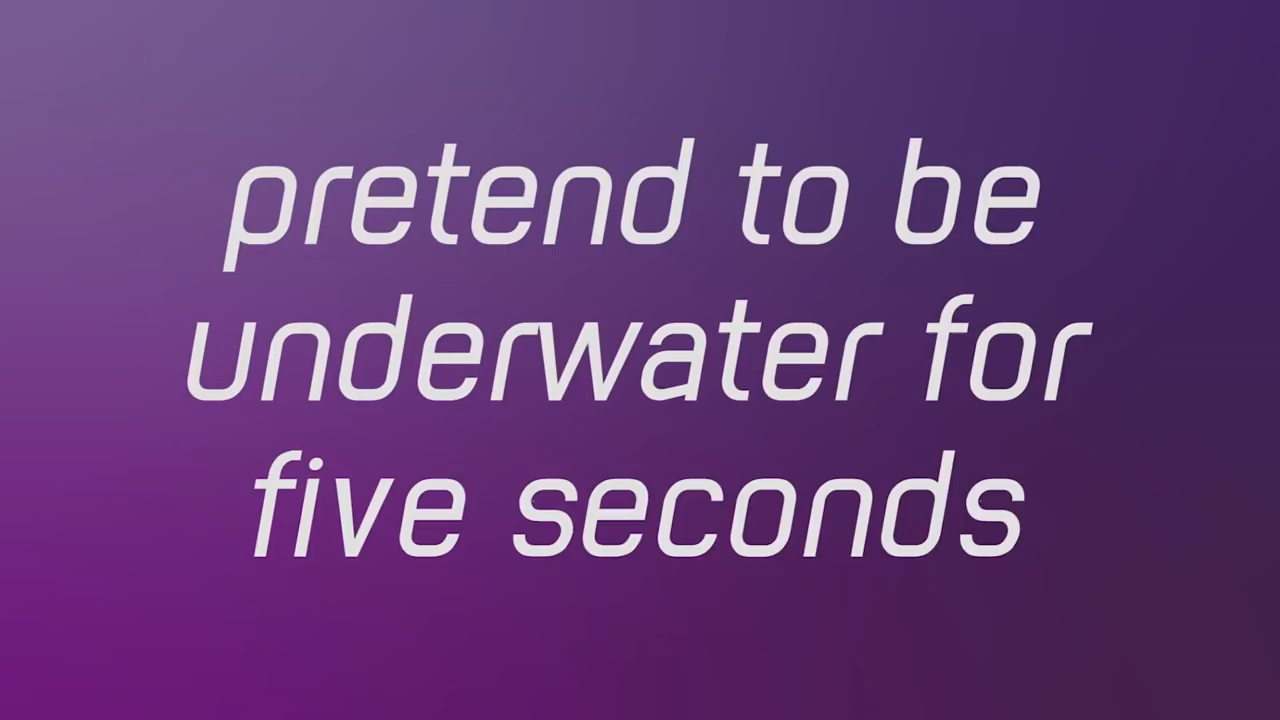 pretend to be
underwater for
five seconds